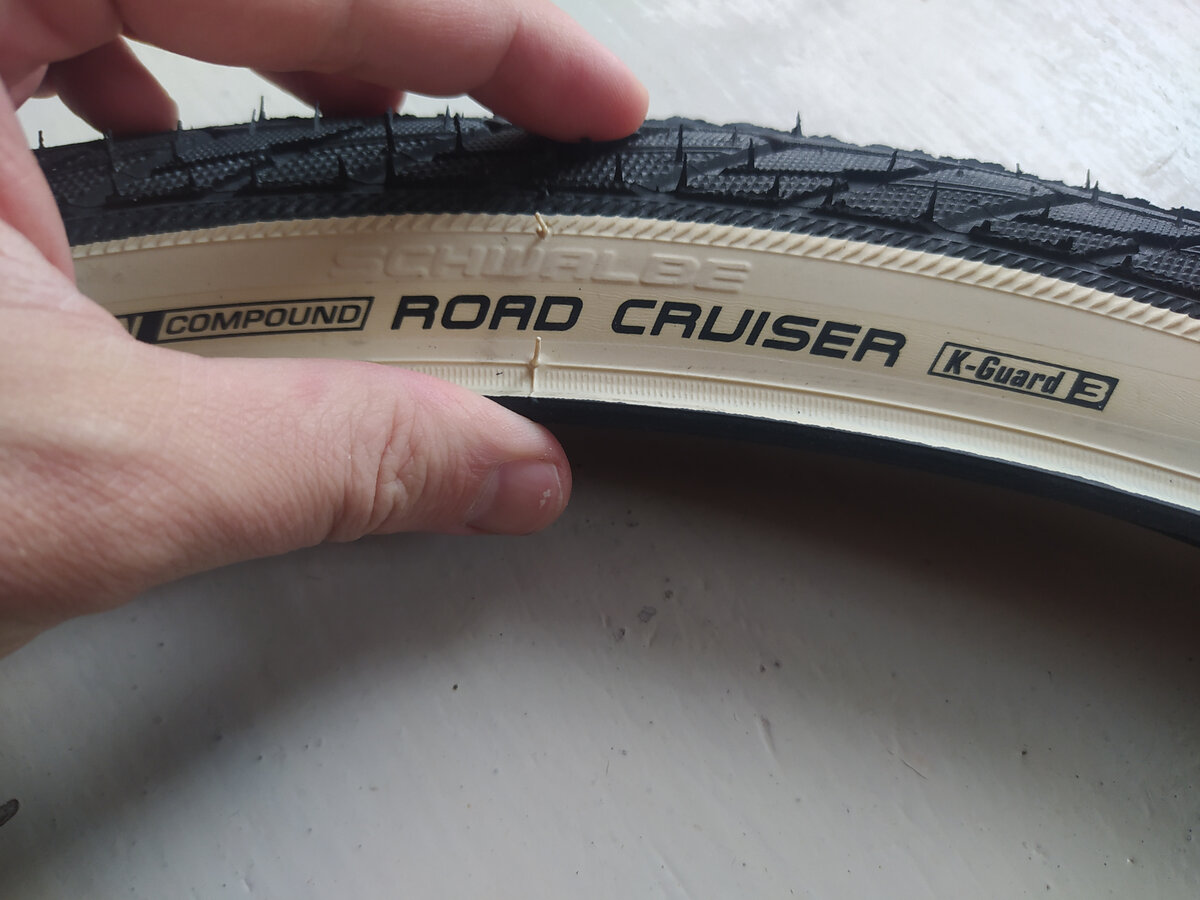 SCHWALBE
COMPOUND ROAD CRUISER K-Guard 3